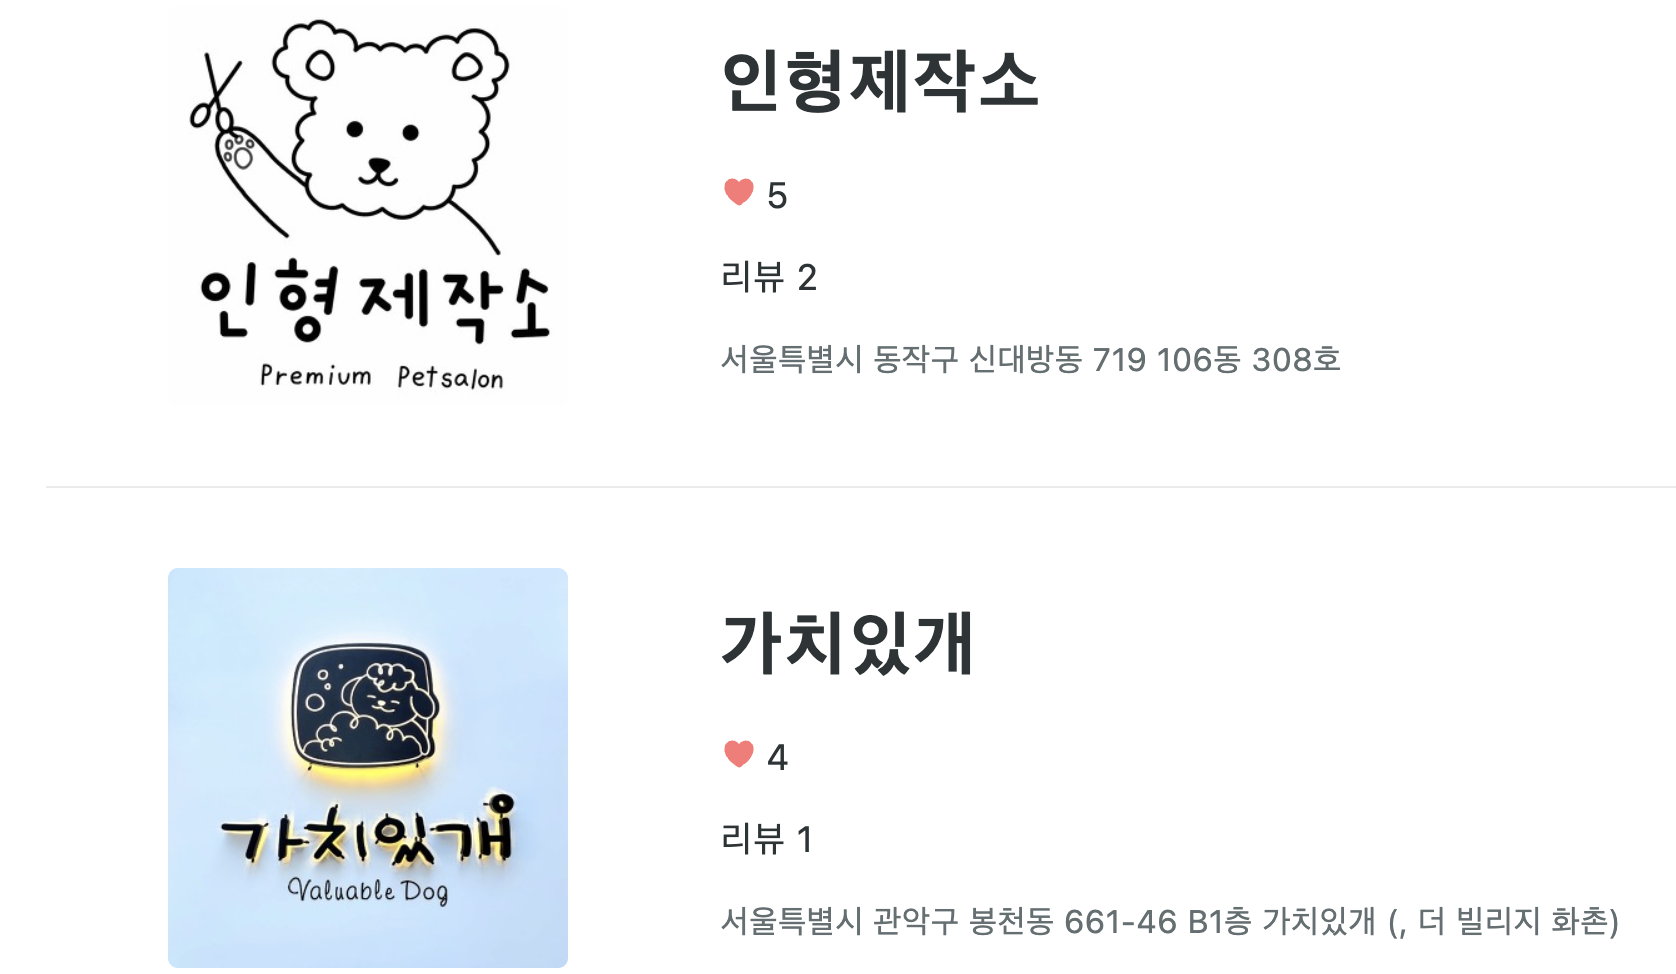 인형제작소
Premium Petsalon
인형제작소
5
리뷰 2
서울특별시 동작구 신대방동 719 106동 308호
가치있개
Valuable Dog
가치있개
4
리뷰 1
서울특별시 관악구 봉천동 661-46 B1층 가치있개 (, 더 빌리지 화촌)